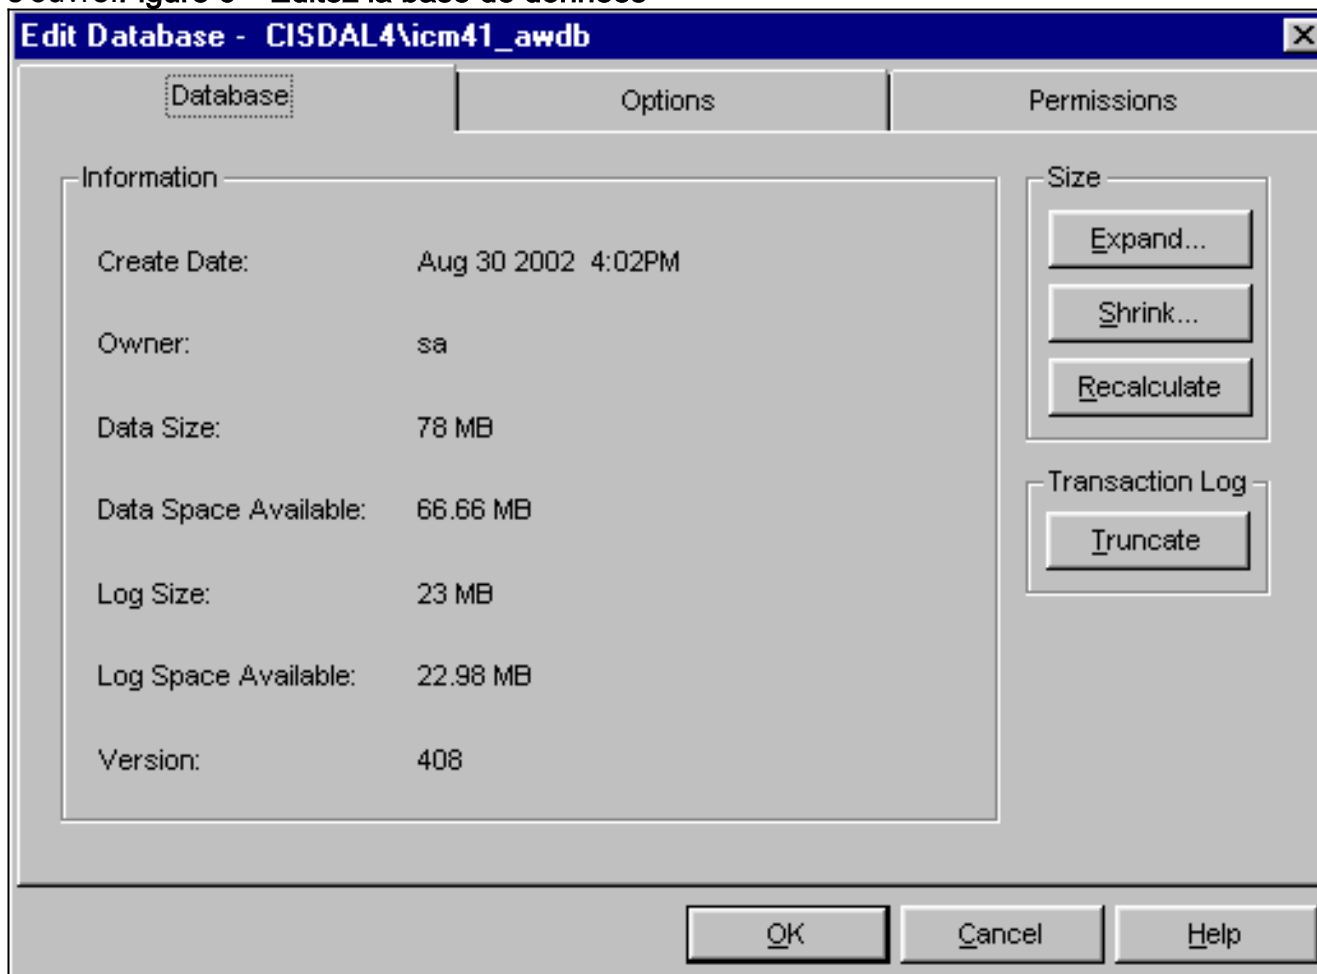 Edit Database - CISDAL4\icm41_awdb
Database Options Permissions
Information
Create Date: Aug 30 2002 4:02PM
Owner: sa
Data Size: 78 MB
Data Space Available: 66.66 MB
Log Size: 23 MB
Log Space Available: 22.98 MB
Version: 408
Size
Expand...
Shrink...
Recalculate
Transaction Log
Truncate
OK Cancel Help